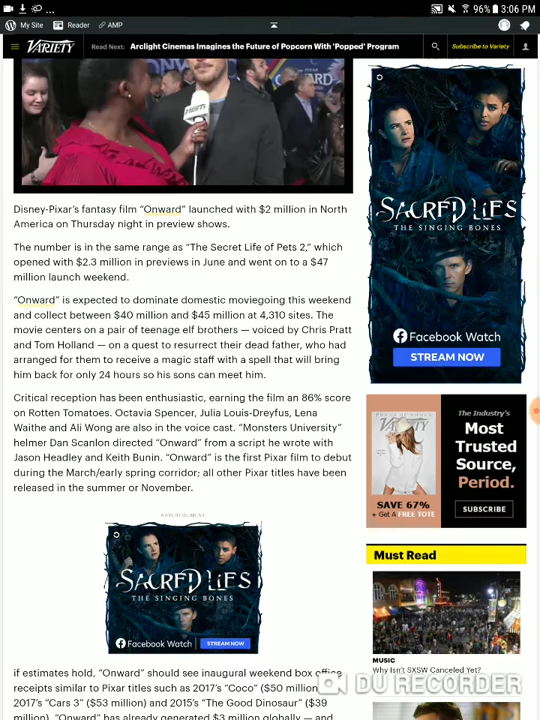 96% 3:06 PM
My Site Reader AMP
VARIETY Read Next: Arclight Cinemas Imagines the Future of Popcorn With 'Popped' Program Subscribe to Variety
Disney-Pixar's fantasy film "Onward" launched with $2 million in North
America on Thursday night in preview shows.
The number is in the same range as "The Secret Life of Pets 2," which
opened with $2.3 million in previews in June and went on to a $47
million launch weekend.
"Onward" is expected to dominate domestic moviegoing this weekend
and collect between $40 million and $45 million at 4,310 sites. The
movie centers on a pair of teenage elf brothers — voiced by Chris Pratt
and Tom Holland — on a quest to resurrect their dead father, who had
arranged for them to receive a magic staff with a spell that will bring
him back for only 24 hours so his sons can meet him.
Critical reception has been enthusiastic, earning the film an 86% score
on Rotten Tomatoes. Octavia Spencer, Julia Louis-Dreyfus, Lena
Waithe and Ali Wong are also in the voice cast. "Monsters University"
helmer Dan Scanlon directed "Onward" from a script he wrote with
Jason Headley and Keith Bunin. "Onward" is the first Pixar film to debut
during the March/early spring corridor; all other Pixar titles have been
released in the summer or November.
ADVERTISEMENT
SACRED LIES
THE SINGING BONES
Facebook Watch STREAM NOW
if estimates hold, "Onward" should see inaugural weekend box office
receipts similar to Pixar titles such as 2017's "Coco" ($50 million),
2017's "Cars 3" ($53 million) and 2015's "The Good Dinosaur" ($39
million). "Onward" has already generated $3 million globally — and
SACRED LIES
THE SINGING BONES
Facebook Watch
STREAM NOW
SAVE 67%
+ Get A FREE TOTE
The Industry's
Most
Trusted
Source,
Period.
SUBSCRIBE
Must Read
MUSIC
Why Isn't SXSW Canceled Yet?
DU RECORDER